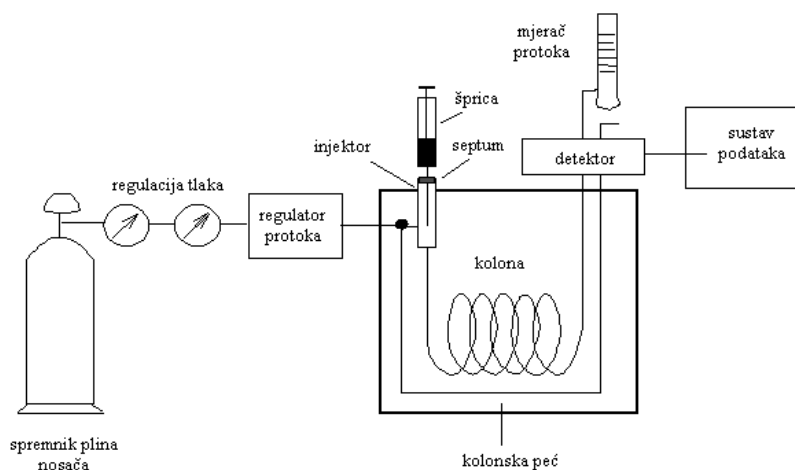 mjerač
protoka
šprica
injektor
septum
detektor
sustav
podataka
regulacija tlaka
regulator
protoka
kolona
spremnik plina
nosača
kolonska peć